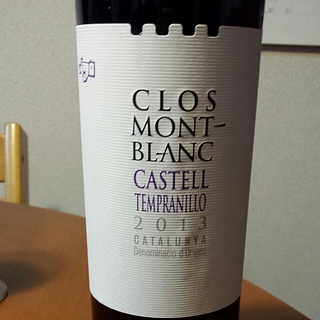 CLOS
MONT-
BLANC
CASTELL
TEMPRANILLO
2013
CATALUNYA
Denominació d'Origen